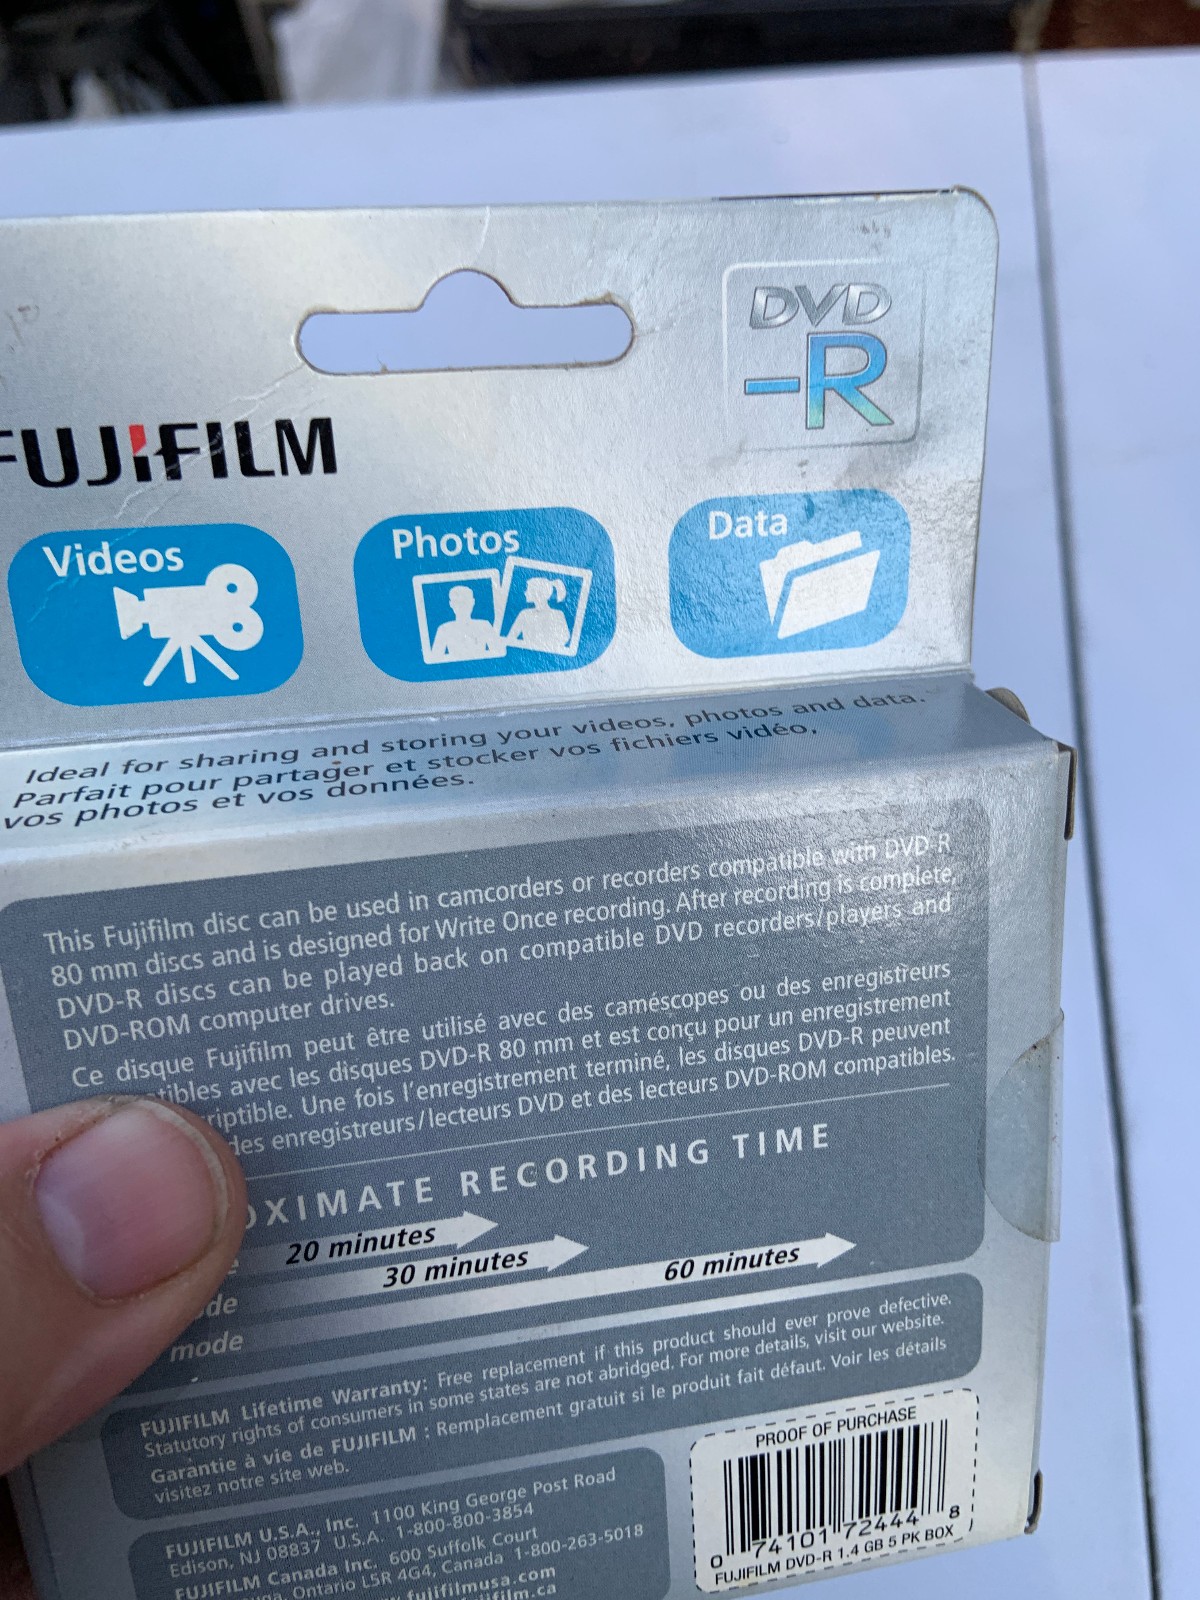 DVD
-R
FUJIFILM
Videos
Photos
Data
Ideal for sharing and storing your videos, photos and data.
Parfait pour partager et stocker vos fichiers vidéo,
vos photos et vos données.
This Fujifilm disc can be used in camcorders or recorders compatible with DVD-R
80 mm discs and is designed for Write Once recording. After recording is complete,
DVD-R discs can be played back on compatible DVD recorders/players and
DVD-ROM computer drives.
Ce disque Fujifilm peut être utilisé avec des caméscopes ou des enregistreurs
tibles avec les disques DVD-R 80 mm et est conçu pour un enregistrement
riptible. Une fois l'enregistrement terminé, les disques DVD-R peuvent
des enregistreurs/lecteurs DVD et des lecteurs DVD-ROM compatibles.
OXIMATE RECORDING TIME
20 minutes
30 minutes
de
60 minutes
mode
FUJIFILM Lifetime Warranty: Free replacement if this product should ever prove defective.
Statutory rights of consumers in some states are not abridged. For more details, visit our website.
Garantie à vie de FUJIFILM : Remplacement gratuit si le produit fait défaut. Voir les détails
visitez notre site web.
FUJIFILM U.S.A., Inc. 1100 King George Post Road
Edison, NJ 08837 U.S.A. 1-800-800-3854
FUJIFILM Canada Inc. 600 Suffolk Court
Ontario L5R 4G4, Canada 1-800-263-5018
fujifilmusa.com
ifilm.ca
PROOF OF PURCHASE
0 74101 72444 8
FUJIFILM DVD-R 1.4 GB 5 PK BOX